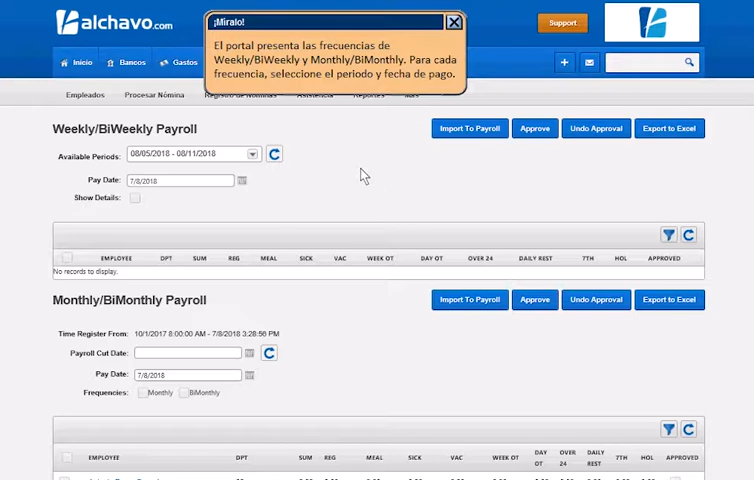 alchavo.com
¡Míralo!
Support
El portal presenta las frecuencias de
Weekly/BiWeekly y Monthly/BiMonthly. Para cada
frecuencia, seleccione el periodo y fecha de pago.
Inicio Bancos Gastos
Empleados Procesar Nómina Registro de Nóminas Asistencia Reportes Más
Weekly/BiWeekly Payroll
Import To Payroll Approve Undo Approval Export to Excel
Available Periods: 08/05/2018 - 08/11/2018
Pay Date: 7/8/2018
Show Details:
EMPLOYEE DPT SUM REG MEAL SICK VAC WEEK OT DAY OT OVER 24 DAILY REST 7TH HOL APPROVED
No records to display.
Monthly/BiMonthly Payroll
Import To Payroll Approve Undo Approval Export to Excel
Time Register From: 10/1/2017 8:00:00 AM - 7/8/2018 3:28:56 PM
Payroll Cut Date:
Pay Date: 7/8/2018
Frequencies: Monthly BiMonthly
EMPLOYEE DPT SUM REG MEAL SICK VAC WEEK OT DAY OT OVER 24 DAILY REST 7TH HOL APPROVED